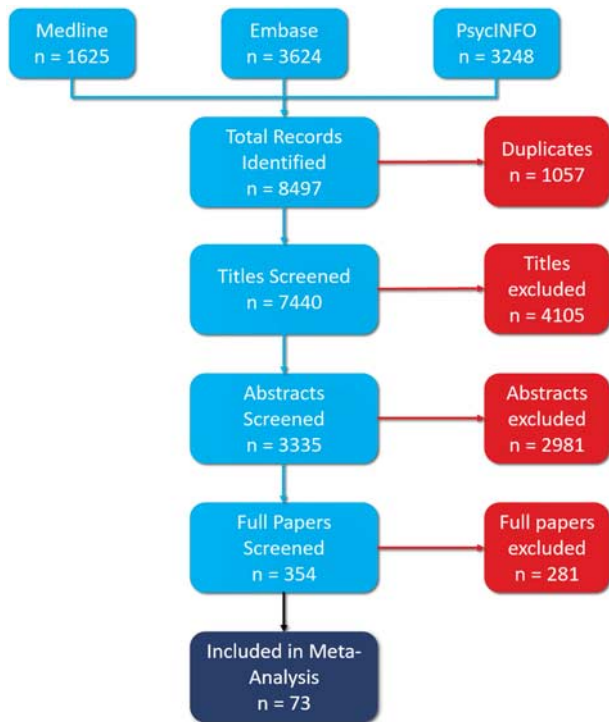 Medline
n = 1625
Embase
n = 3624
PsycINFO
n = 3248
Total Records
Identified
n = 8497
Duplicates
n = 1057
Titles Screened
n = 7440
Titles
excluded
n = 4105
Abstracts
Screened
n = 3335
Abstracts
excluded
n = 2981
Full Papers
Screened
n = 354
Full papers
excluded
n = 281
Included in Meta-
Analysis
n = 73